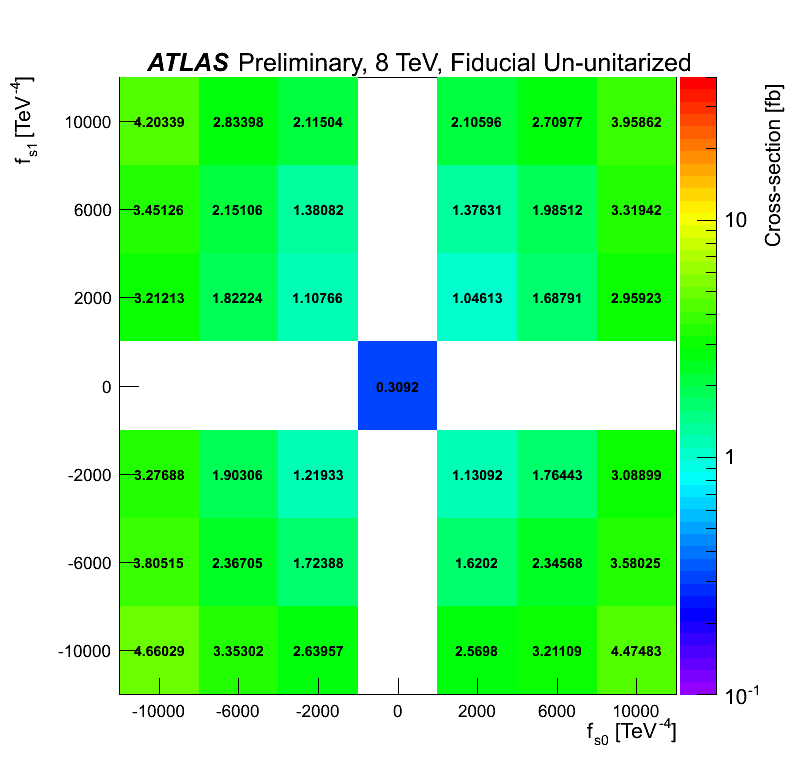 ATLAS Preliminary, 8 TeV, Fiducial Un-unitarized
f_s1 [TeV^-4]
Cross-section [fb]
10000 4.20339 2.83398 2.11504 2.10596 2.70977 3.95862
6000 3.45126 2.15106 1.38082 1.37631 1.98512 3.31942
10
2000 3.21213 1.82224 1.10766 1.04613 1.68791 2.95923
0 0.3092
1
-2000 3.27688 1.90306 1.21933 1.13092 1.76443 3.08899
-6000 3.80515 2.36705 1.72388 1.6202 2.34568 3.58025
-10000 4.66029 3.35302 2.63957 2.5698 3.21109 4.47483
10^-1
-10000 -6000 -2000 0 2000 6000 10000
f_s0 [TeV^-4]